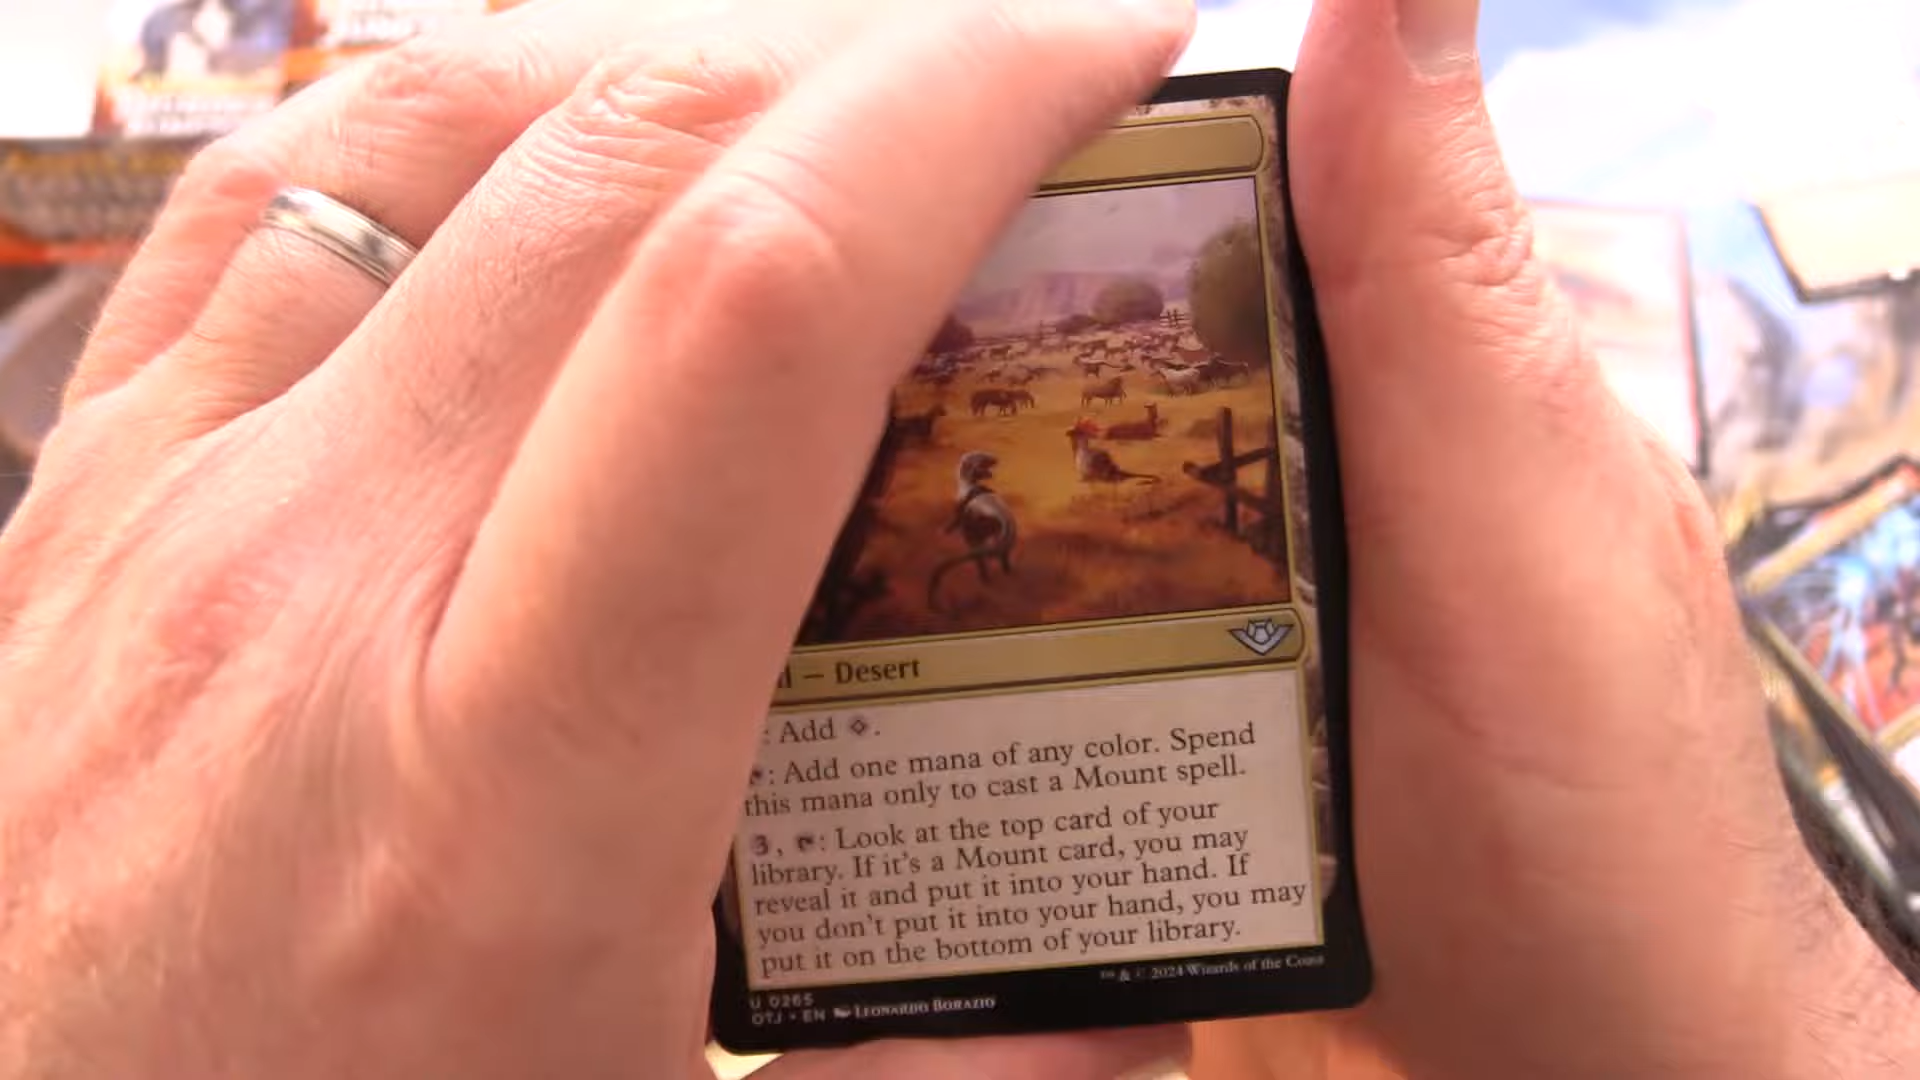 — Desert
: Add
: Add one mana of any color. Spend
this mana only to cast a Mount spell.
3, : Look at the top card of your
library. If it's a Mount card, you may
reveal it and put it into your hand. If
you don't put it into your hand, you may
put it on the bottom of your library.
™ & © 2024 Wizards of the Coast
U 0265
OTJ • EN LEONARDO BORAZIO